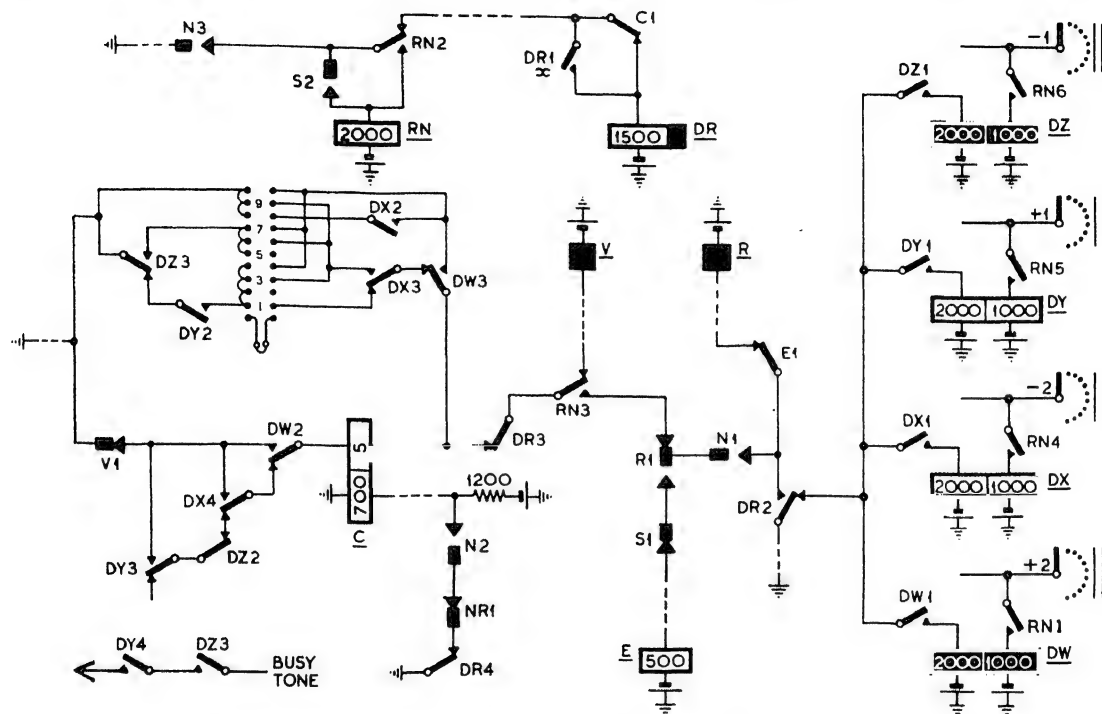 N3
RN2
C1
S2
DR1
x
2000 RN
1500 DR
-1
DZ1
RN6
2000 1000 DZ
9
7
5
3
1
DX2
DZ3
DX3
DW3
DY2
V
R
+1
DY1
RN5
2000 1000 DY
E1
RN3
DR3
-2
DX1
RN4
2000 1000 DX
V1
DW2
5
700
C
1200
R1
N1
DR2
DX4
DZ2
DY3
N2
S1
NR1
+2
DW1
RN1
2000 1000 DW
DY4
DZ3
BUSY
TONE
DR4
E
500